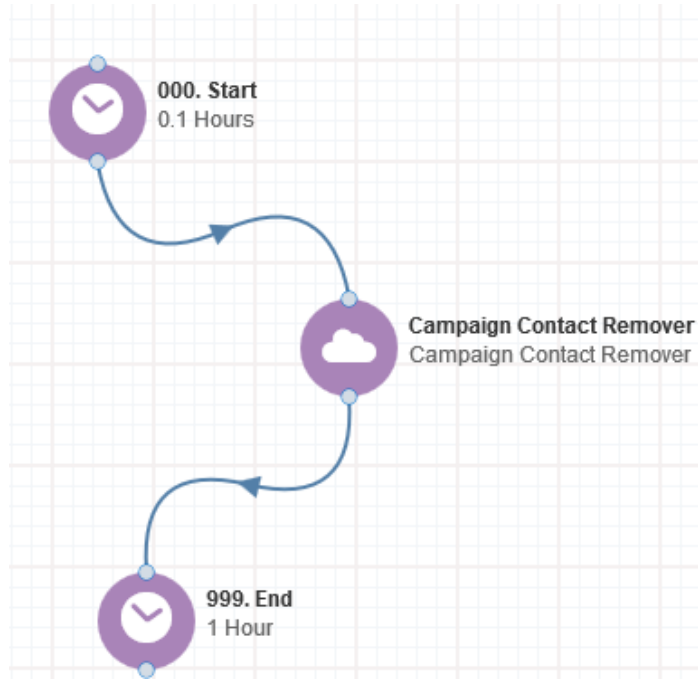 000. Start
0.1 Hours
Campaign Contact Remover
Campaign Contact Remover
999. End
1 Hour